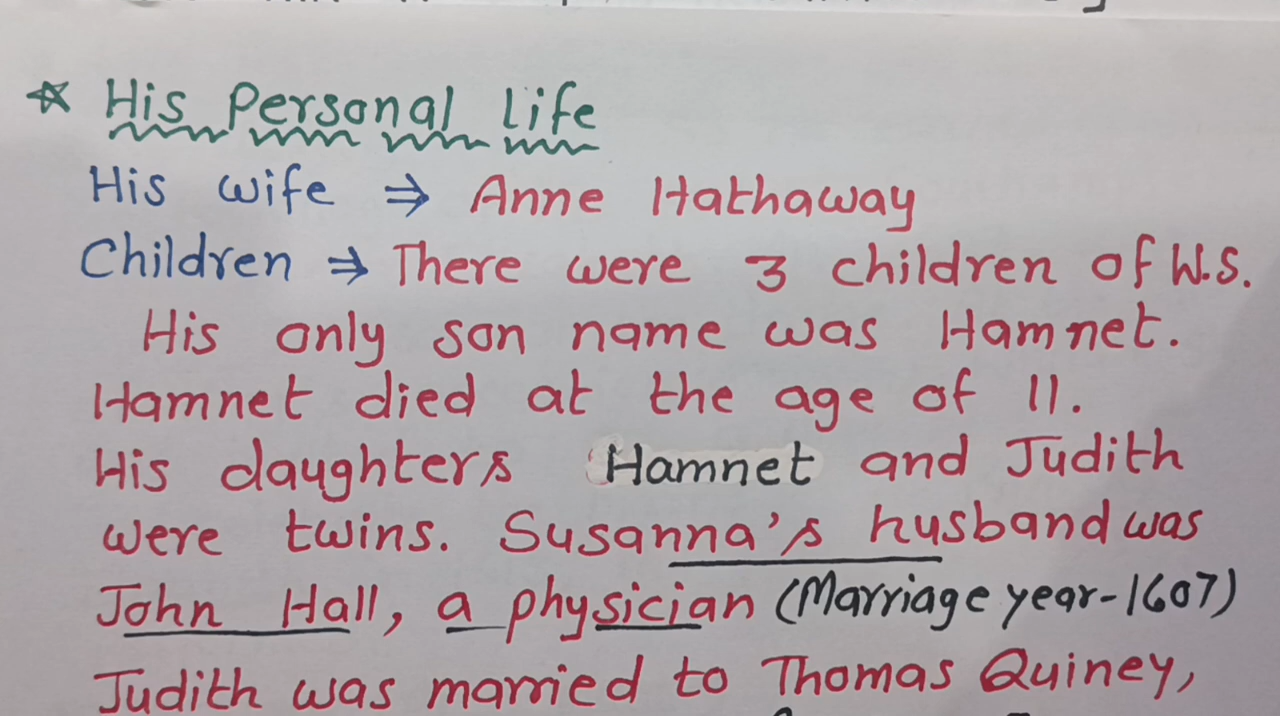 His Personal life
His wife ⇒ Anne Hathaway
Children ⇒ There were 3 children of W.S.
His only son name was Hamnet.
Hamnet died at the age of 11.
His daughters Hamnet and Judith
were twins. Susanna's husband was
John Hall, a physician (Marriage year-1607)
Judith was married to Thomas Quiney,